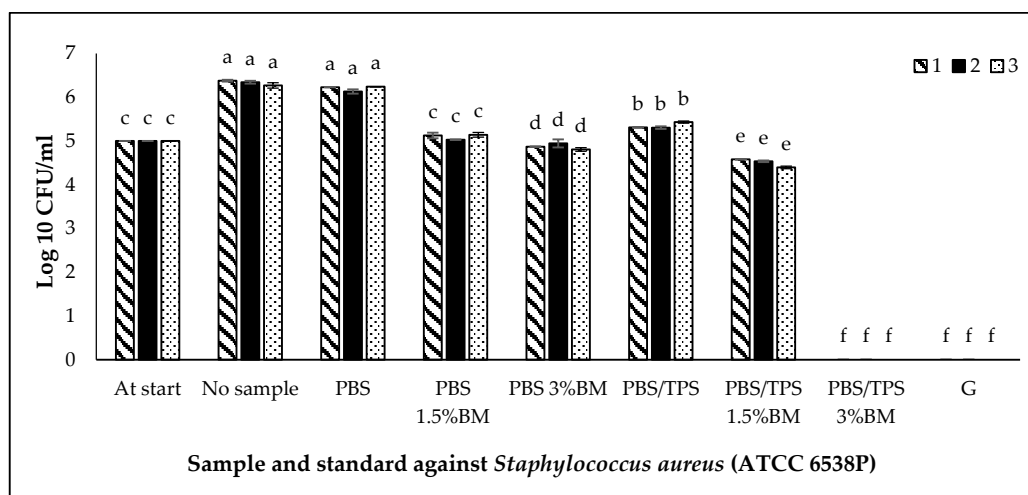 7
6
5
4
3
2
1
0
Log 10 CFU/ml
1 2 3
c c c
a a a
a a a
c c c
d d d
b b b
e e e
f f f
f f f
At start
No sample
PBS
PBS
1.5%BM
PBS 3%BM
PBS/TPS
PBS/TPS
1.5%BM
PBS/TPS
3%BM
G
Sample and standard against Staphylococcus aureus (ATCC 6538P)